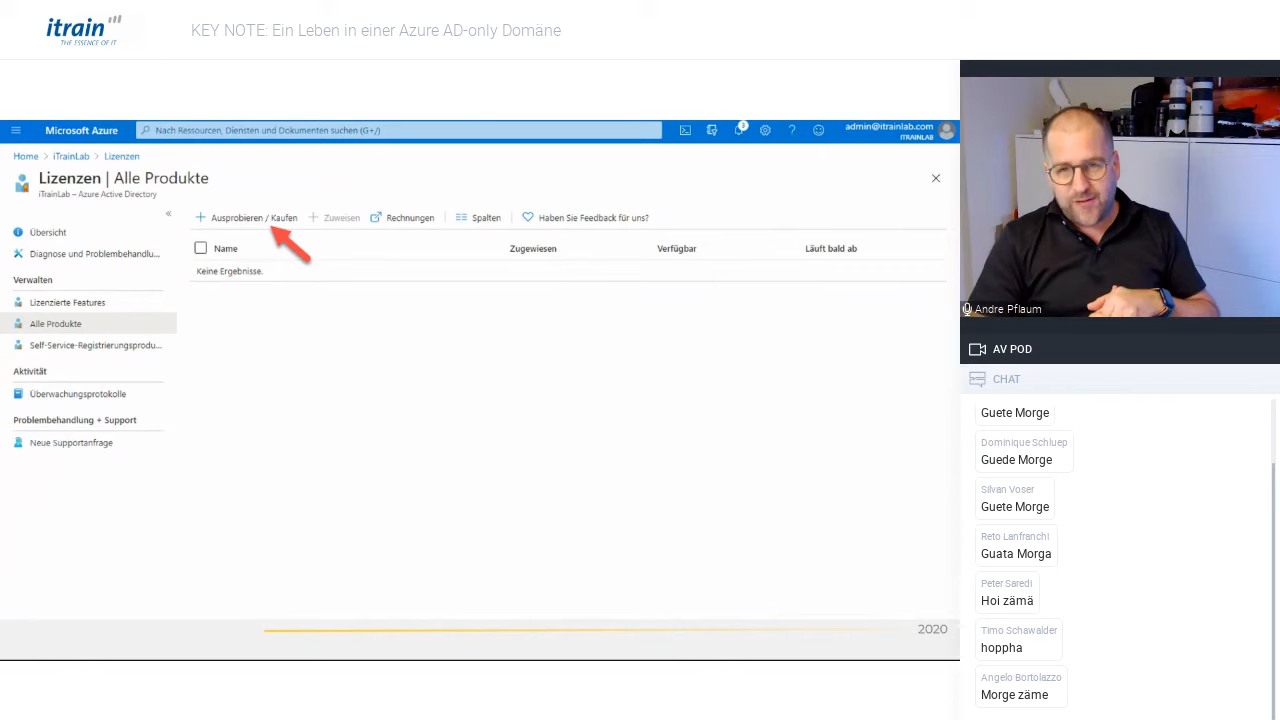 itrain
THE ESSENCE OF IT
KEY NOTE: Ein Leben in einer Azure AD-only Domäne
Microsoft Azure
Nach Ressourcen, Diensten und Dokumenten suchen (G+/)
3
admin@itrainlab.com
ITRAINLAB
Home > iTrainLab > Lizenzen
Lizenzen | Alle Produkte
iTrainLab – Azure Active Directory
Ausprobieren / Kaufen
Zuweisen
Rechnungen
Spalten
Haben Sie Feedback für uns?
Übersicht
Diagnose und Problembehandlu...
Verwalten
Lizenzierte Features
Alle Produkte
Self-Service-Registrierungsprodu...
Aktivität
Überwachungsprotokolle
Problembehandlung + Support
Neue Supportanfrage
Name
Zugewiesen
Verfügbar
Läuft bald ab
Keine Ergebnisse.
2020
Andre Pflaum
AV POD
CHAT
Guete Morge
Dominique Schluep
Guede Morge
Silvan Voser
Guete Morge
Reto Lanfranchi
Guata Morga
Peter Saredi
Hoi zämä
Timo Schawalder
hoppha
Angelo Bortolazzo
Morge zäme